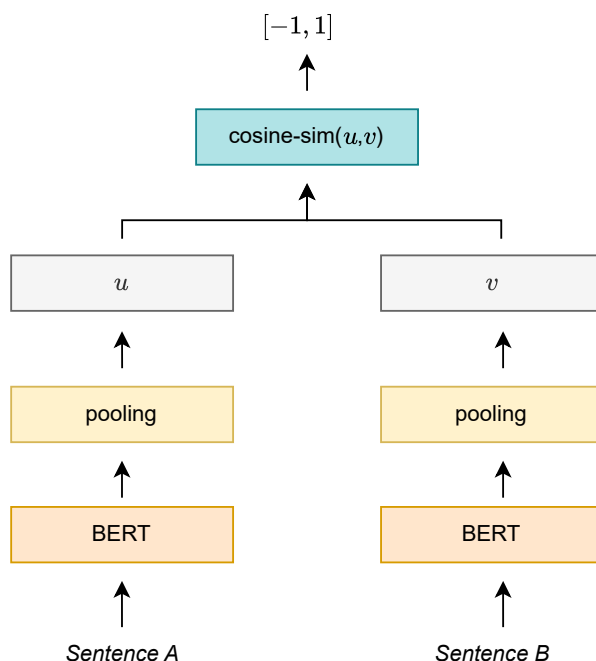 [−1, 1]
cosine-sim(u,v)
u
v
pooling
pooling
BERT
BERT
Sentence A
Sentence B